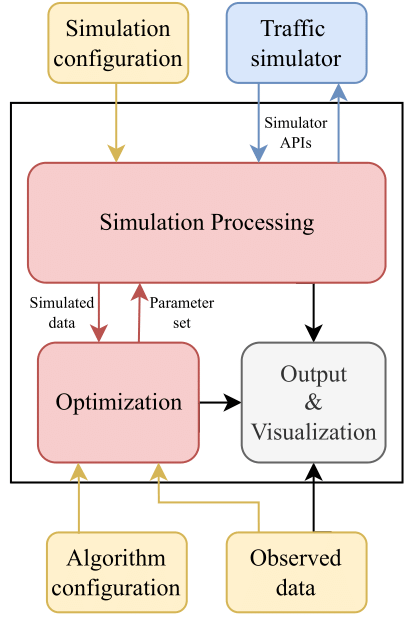 Simulation
configuration
Traffic
simulator
Simulator
APIs
Simulation Processing
Simulated
data
Parameter
set
Optimization
Output
&
Visualization
Algorithm
configuration
Observed
data